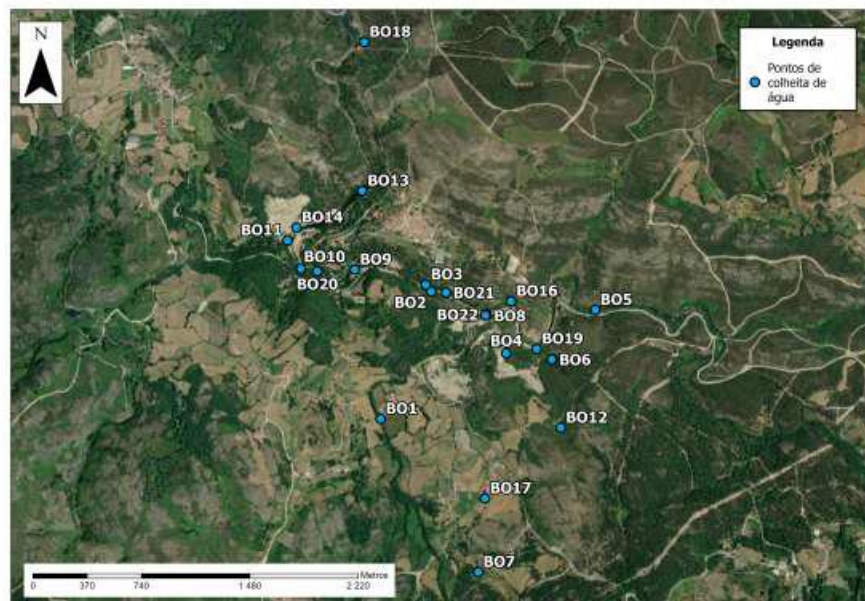 BO18
N
Legenda
Pontos de
colheita de
água
BO13
BO14
BO11
BO10
BO9
BO20
BO3
BO2
BO21
BO16
BO5
BO22
BO8
BO4
BO19
BO6
BO1
BO12
BO17
BO7
Metros
0 370 740 1 480 2 220